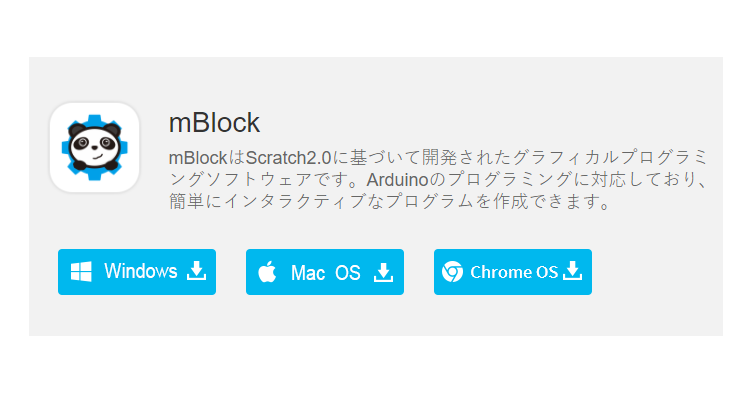 mBlock
mBlockはScratch2.0に基づいて開発されたグラフィカルプログラミ
ングソフトウェアです。Arduinoのプログラミングに対応しており、
簡単にインタラクティブなプログラムを作成できます。
Windows
Mac OS
Chrome OS